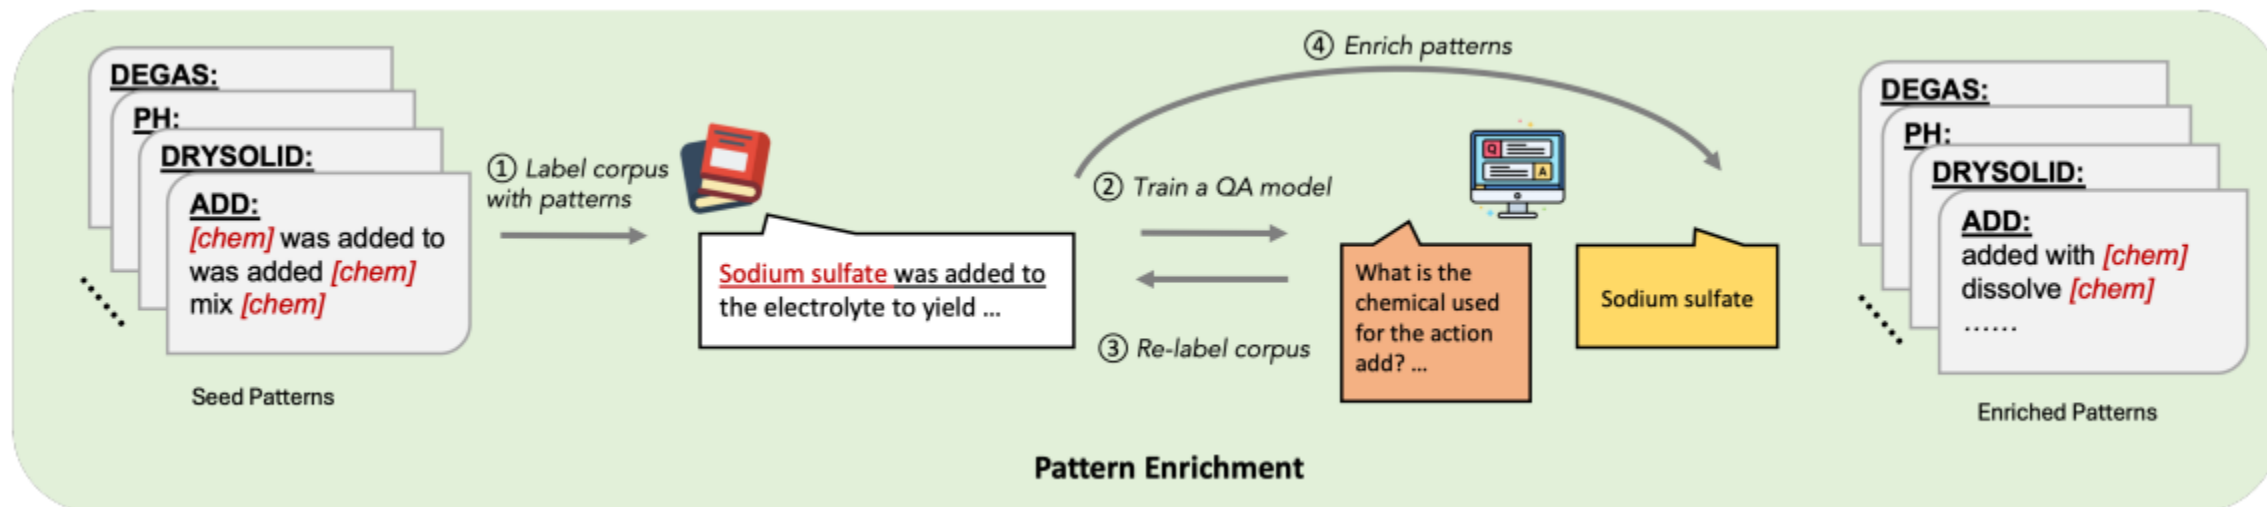 DEGAS:
PH:
DRYSOLID:
ADD:
[chem] was added to
was added [chem]
mix [chem]
Seed Patterns
① Label corpus
with patterns
Sodium sulfate was added to
the electrolyte to yield ...
④ Enrich patterns
② Train a QA model
③ Re-label corpus
Q
A
What is the
chemical used
for the action
add? ...
Sodium sulfate
DEGAS:
PH:
DRYSOLID:
ADD:
added with [chem]
dissolve [chem]
......
Enriched Patterns
Pattern Enrichment